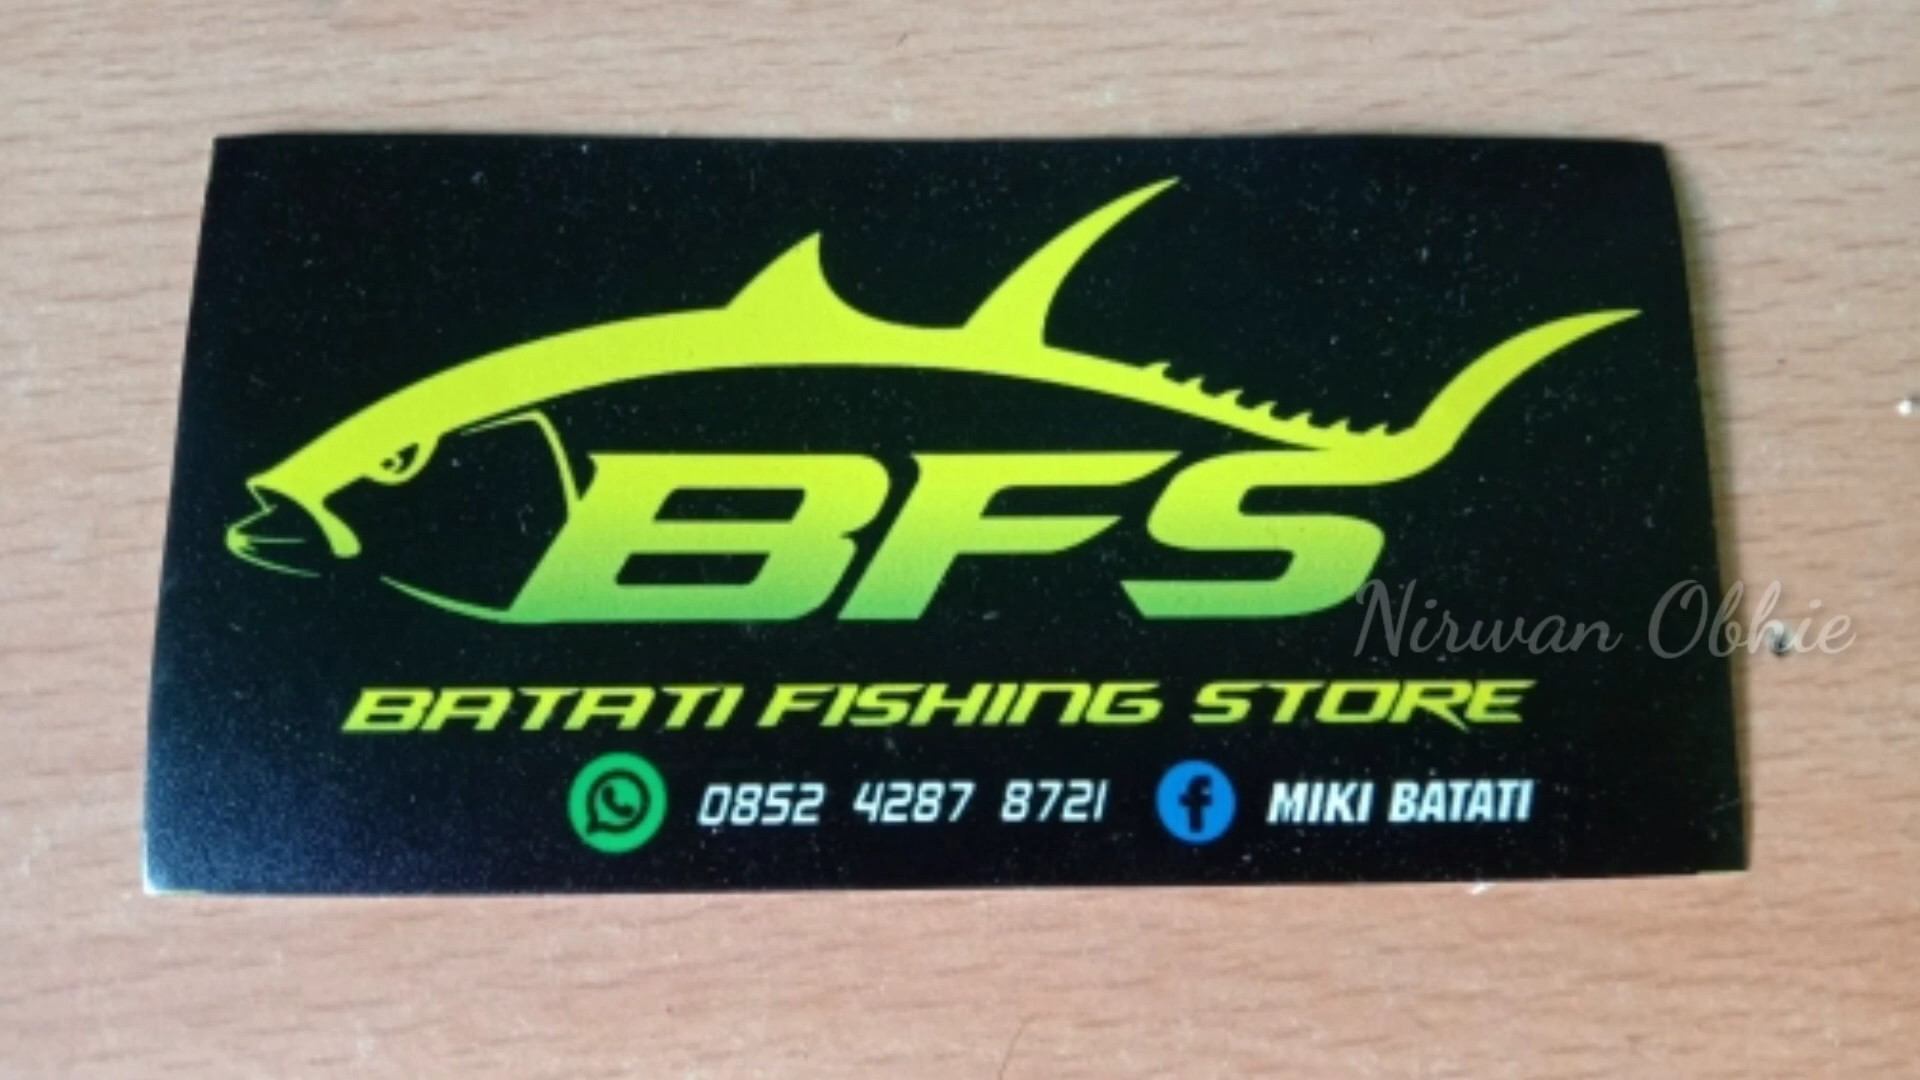 BFS
Nirwan Obhie
BATATI FISHING STORE
0852 4287 8721 MIKI BATATI